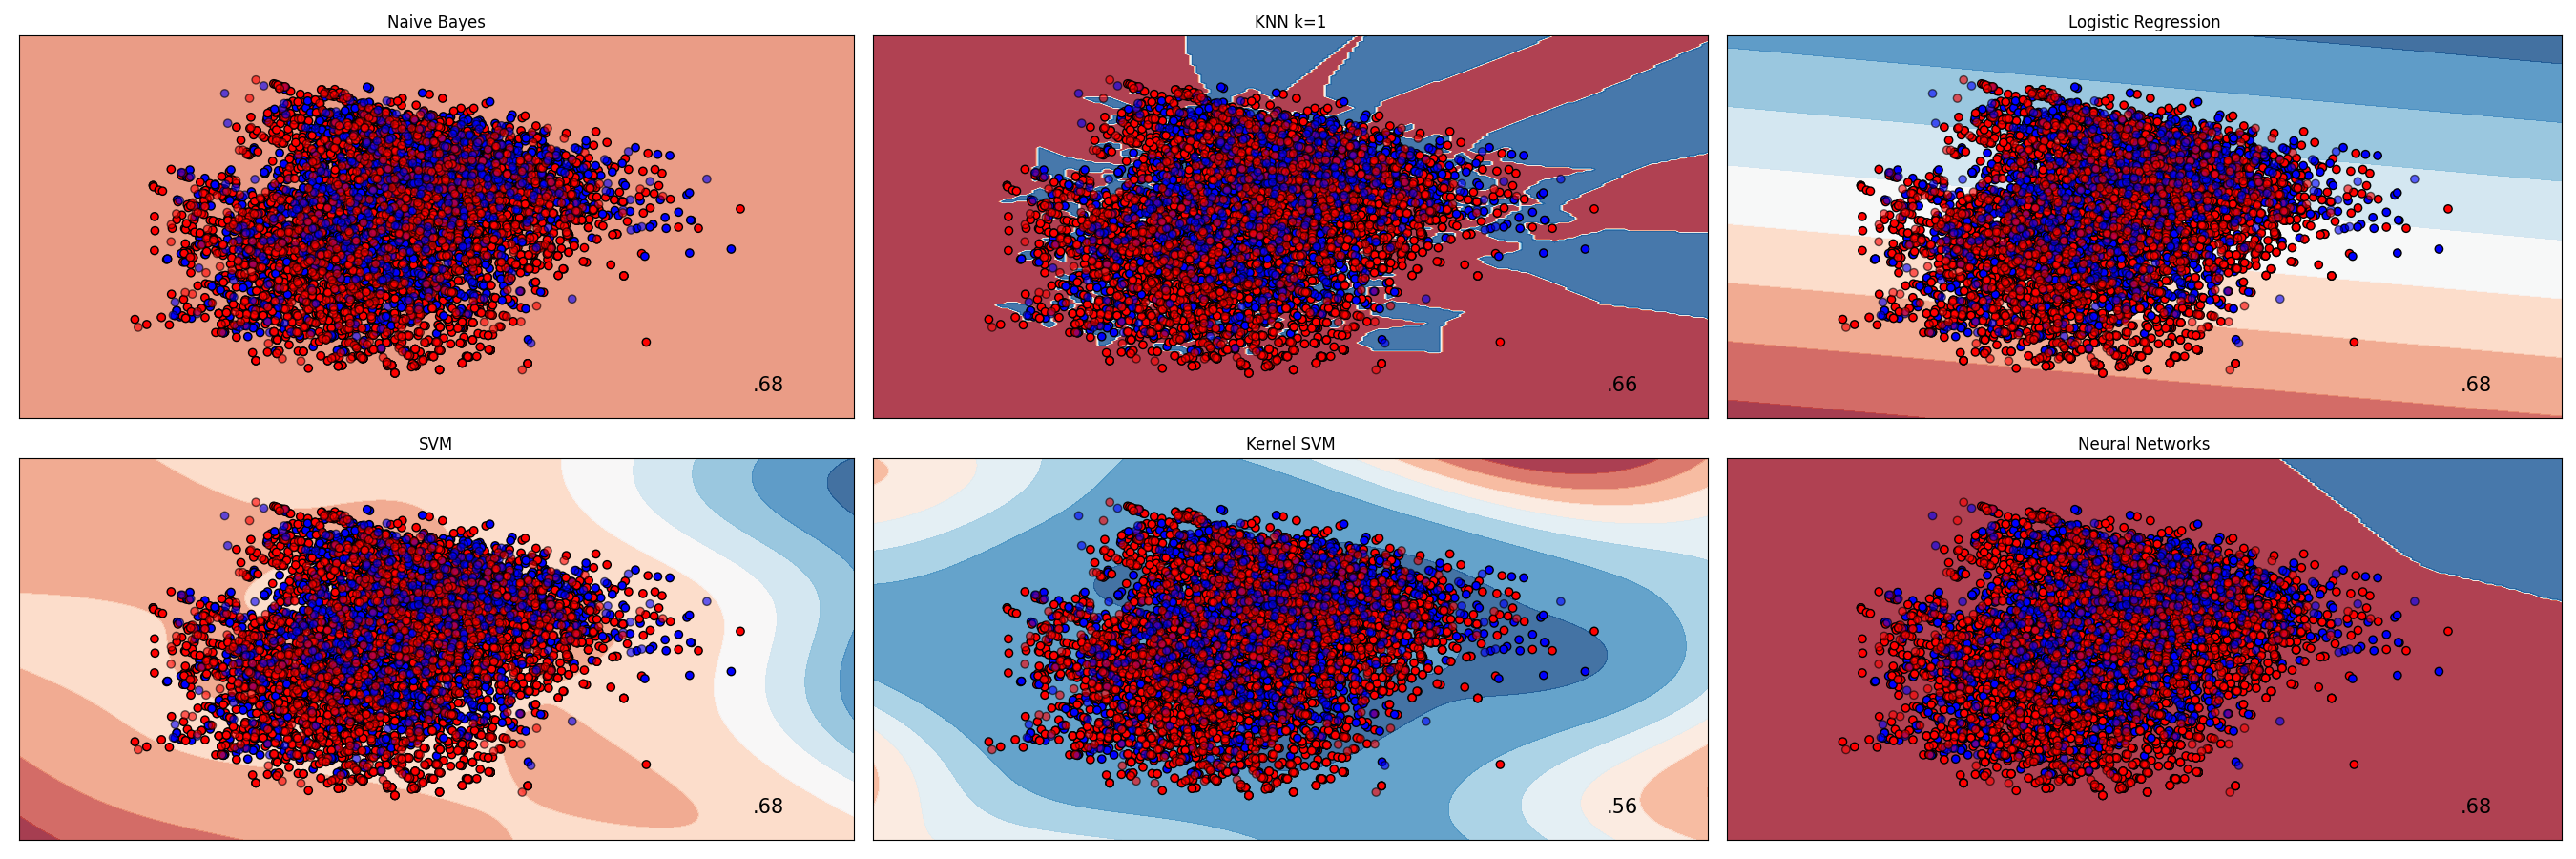 Naive Bayes
KNN k=1
Logistic Regression
.68
.66
.68
SVM
Kernel SVM
Neural Networks
.68
.56
.68